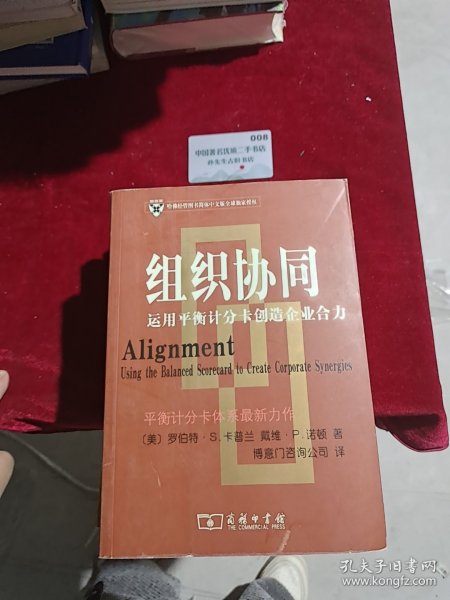 008
中国著名现刷二手书店
孙先生古旧书店
哈佛经管图书简体中文版全球独家授权
组织协同
运用平衡计分卡创造企业合力
Alignment
Using the Balanced Scorecard to Create Corporate Synergies
平衡计分卡体系最新力作
〔美〕罗伯特·S.卡普兰 戴维·P.诺顿 著
博意门咨询公司 译
商务印书馆
THE COMMERCIAL PRESS
孔夫子旧书网
www.kongfz.com